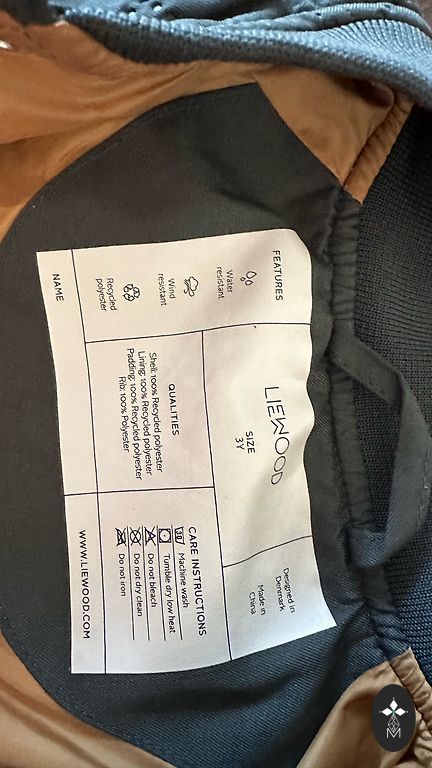 FEATURES
Water
resistant
Wind
resistant
Recycled
polyester
LIEWOOD
SIZE
3Y
Designed in
Denmark
Made in
China
QUALITIES
Shell: 100% Recycled polyester
Lining: 100% Recycled polyester
Padding: 100% Recycled polyester
Rib: 100% Polyester
CARE INSTRUCTIONS
30 Machine wash
Tumble dry low heat
Do not bleach
Do not dry clean
Do not iron
NAME
WWW.LIEWOOD.COM
M